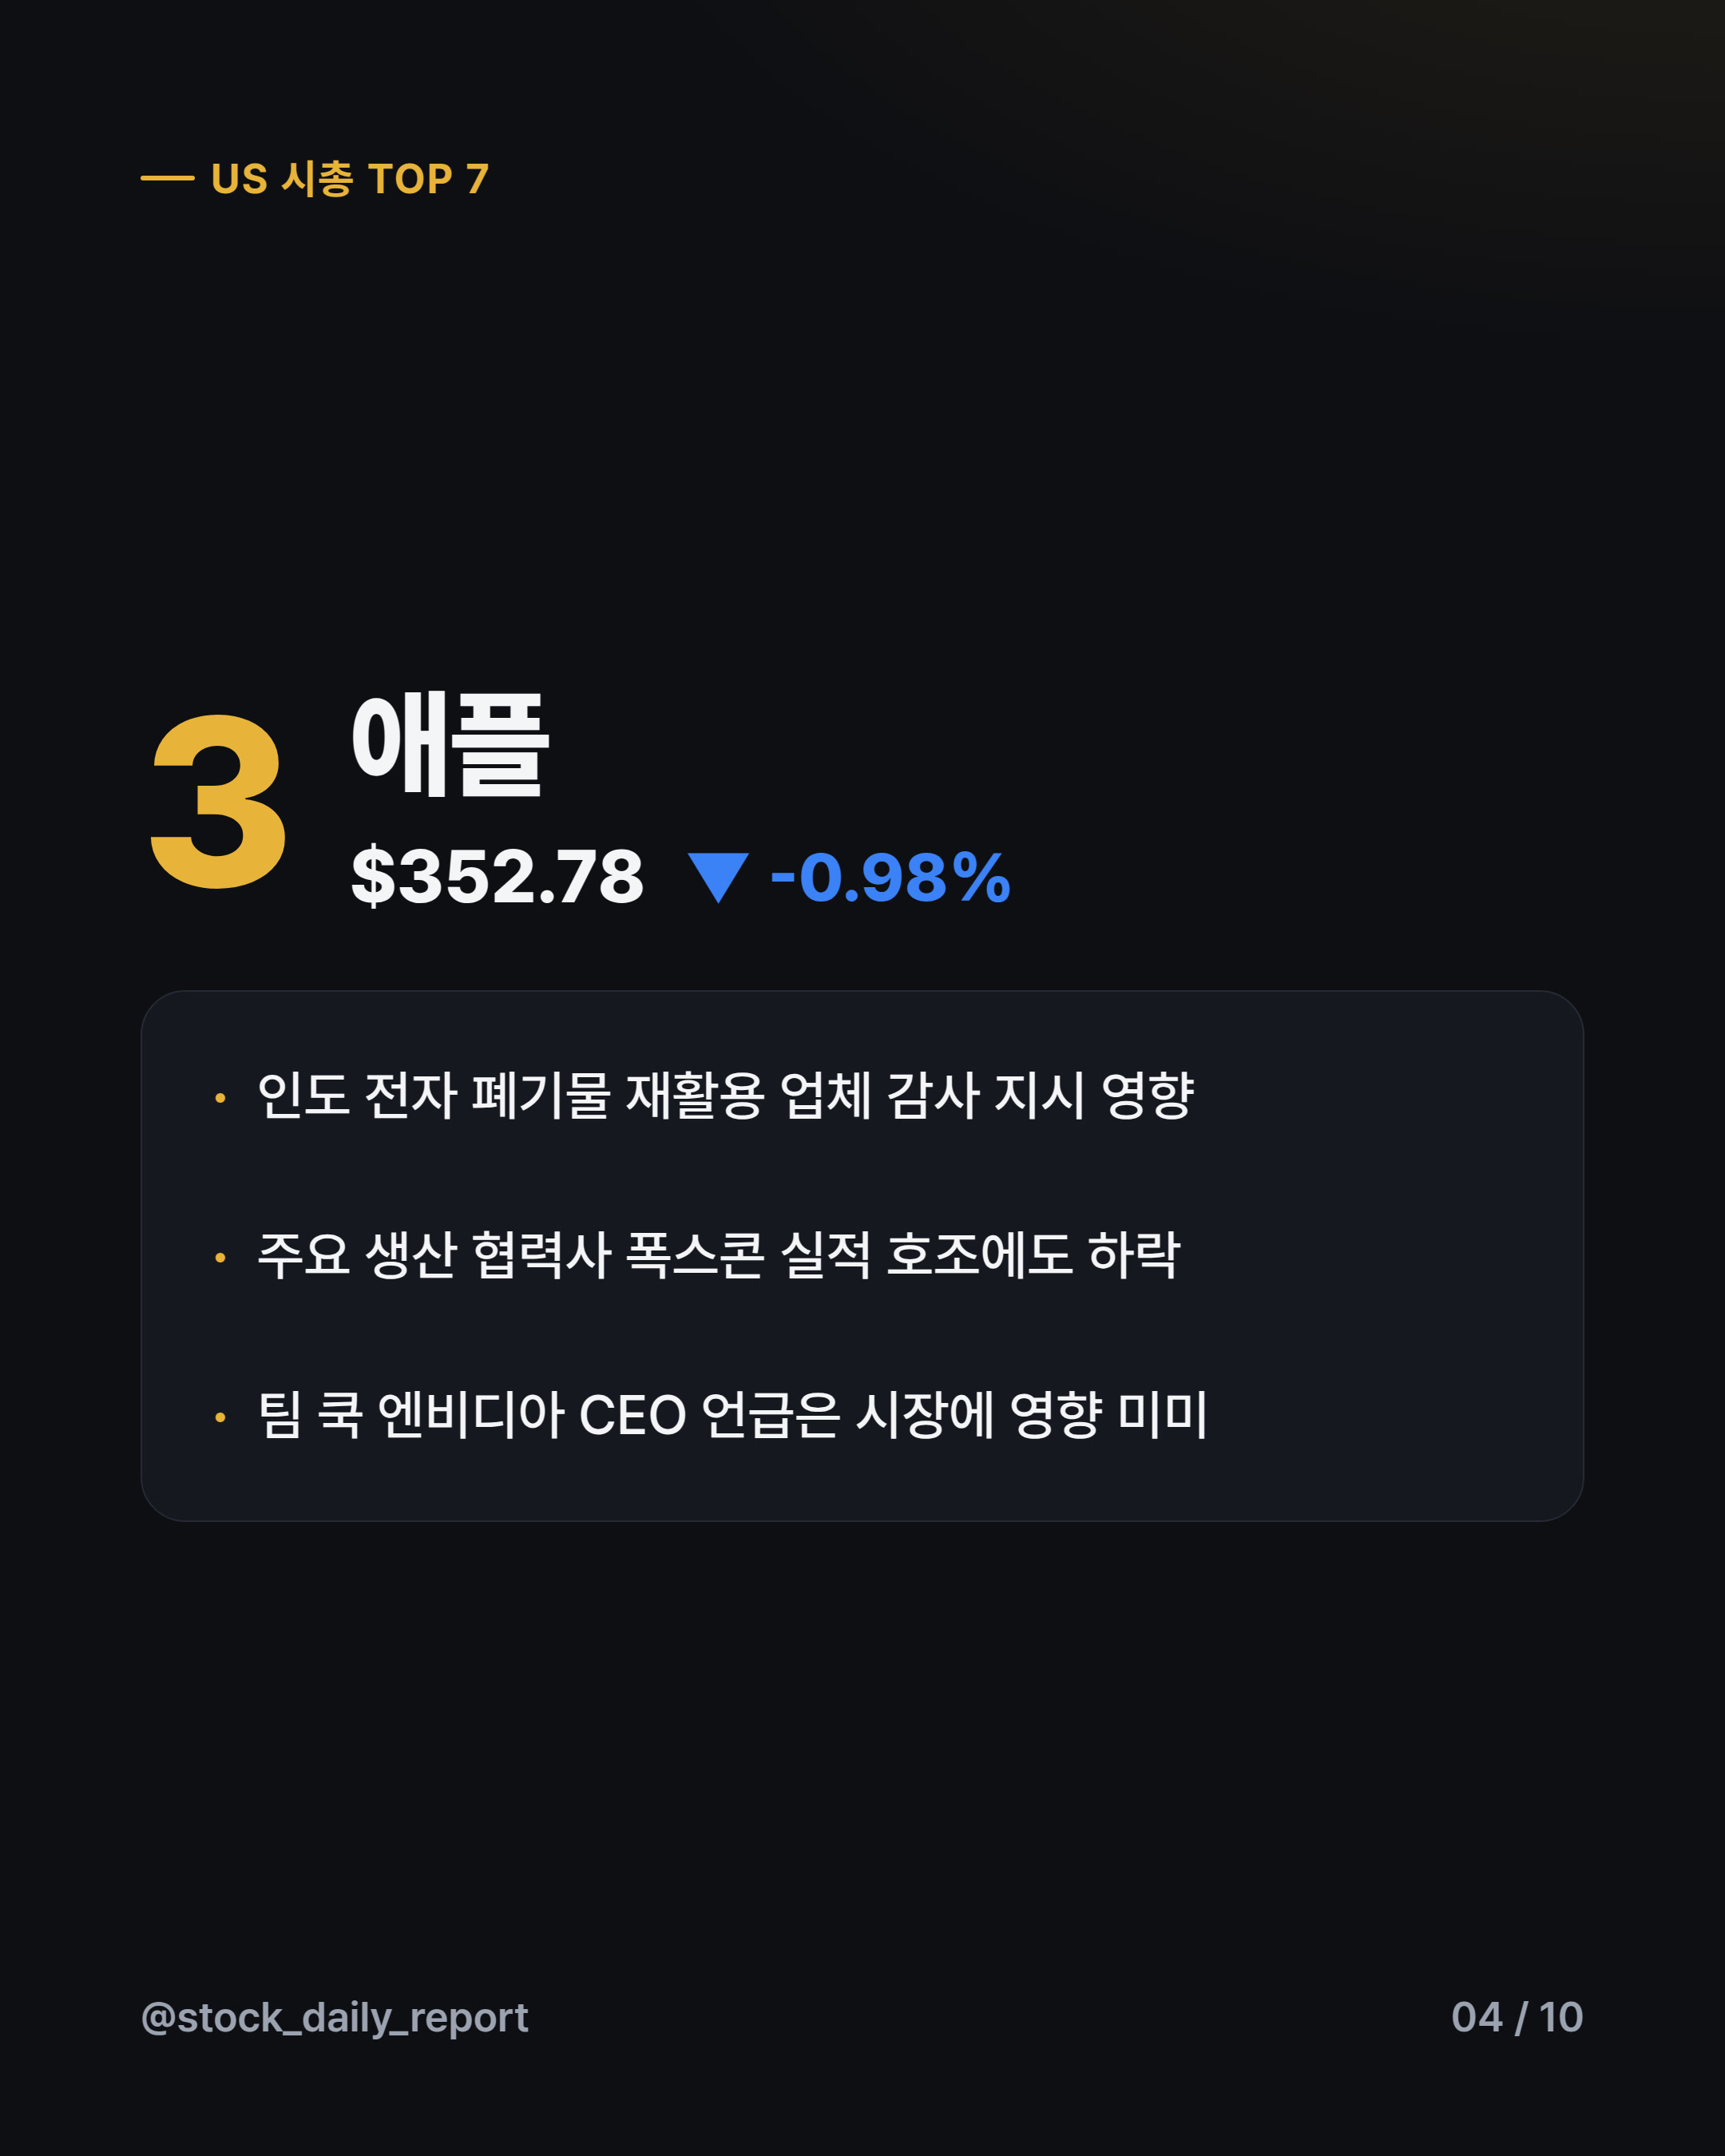 US 시총 TOP 7
3
애플
$352.78 ▼ -0.98%
• 인도 전자 폐기물 재활용 업체 감사 지시 영향
• 주요 생산 협력사 폭스콘 실적 호조에도 하락
• 팀 쿡 엔비디아 CEO 언급은 시장에 영향 미미
@stock_daily_report
04 / 10